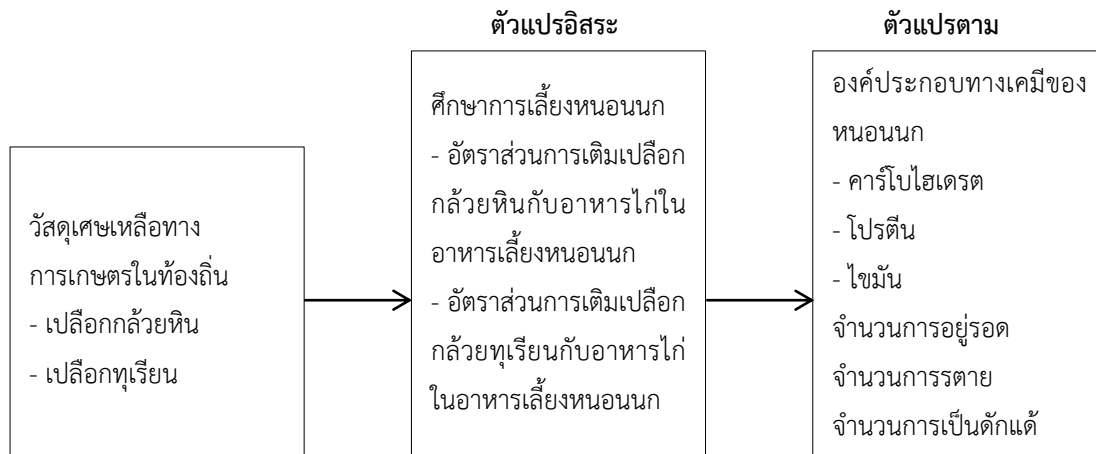 ตัวแปรอิสระ
ตัวแปรตาม
วัสดุเศษเหลือทาง
การเกษตรในท้องถิ่น
- เปลือกกล้วยหิน
- เปลือกทุเรียน
ศึกษาการเลี้ยงหนอนนก
- อัตราส่วนการเติมเปลือก
กล้วยหินกับอาหารไก่ใน
อาหารเลี้ยงหนอนนก
- อัตราส่วนการเติมเปลือก
กล้วยทุเรียนกับอาหารไก่
ในอาหารเลี้ยงหนอนนก
องค์ประกอบทางเคมีของ
หนอนนก
- คาร์โบไฮเดรต
- โปรตีน
- ไขมัน
จำนวนการอยู่รอด
จำนวนการรตาย
จำนวนการเป็นดักแด้